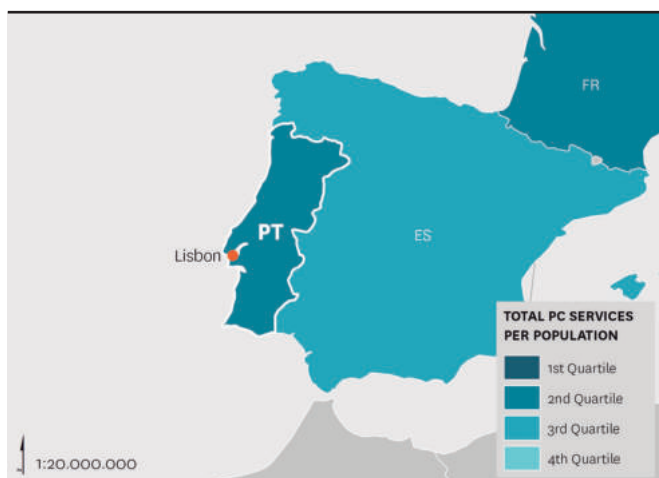 FR
PT
ES
Lisbon
TOTAL PC SERVICES
PER POPULATION
1st Quartile
2nd Quartile
3rd Quartile
4th Quartile
1:20.000.000